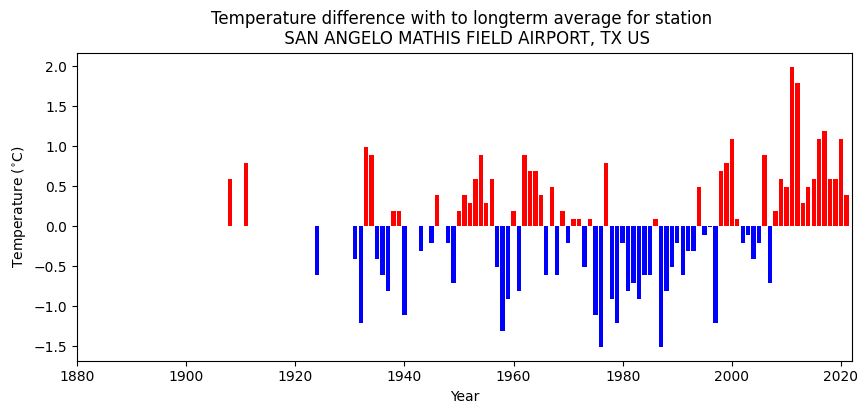 Temperature difference with to longterm average for station
SAN ANGELO MATHIS FIELD AIRPORT, TX US
2.0
1.5
1.0
0.5
0.0
−0.5
−1.0
−1.5
Temperature (°C)
1880 1900 1920 1940 1960 1980 2000 2020
Year